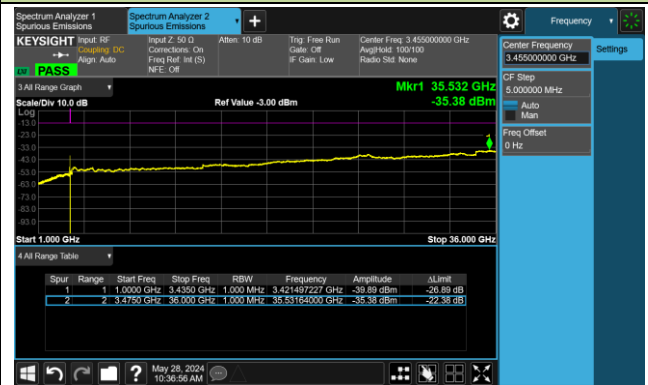 Spectrum Analyzer 1
Spurious Emissions
Spectrum Analyzer 2
Spurious Emissions
Frequency
KEYSIGHT
Input: RF
Coupling: DC
Align: Auto
Input Z: 50 Ω
Corrections: On
Freq Ref: Int (S)
NFE: Off
Atten: 10 dB
Trig: Free Run
Gate: Off
IF Gain: Low
Center Freq: 3.455000000 GHz
Avg|Hold: 100/100
Radio Std: None
PASS
3 All Range Graph
Mkr1 35.532 GHz
Scale/Div 10.0 dB
Ref Value -3.00 dBm
-35.38 dBm
Log
-13.0
-23.0
-33.0
-43.0
-53.0
-63.0
-73.0
-83.0
-93.0
1
Start 1.000 GHz
Stop 36.000 GHz
4 All Range Table
Spur Range Start Freq Stop Freq RBW Frequency Amplitude ΔLimit
1 1 1.0000 GHz 3.4350 GHz 1.000 MHz 3.421497227 GHz -39.89 dBm -26.89 dB
2 2 3.4750 GHz 36.000 GHz 1.000 MHz 35.53164000 GHz -35.38 dBm -22.38 dB
Center Frequency
3.455000000 GHz
Settings
CF Step
5.000000 MHz
Auto
Man
Freq Offset
0 Hz
May 28, 2024
10:36:56 AM